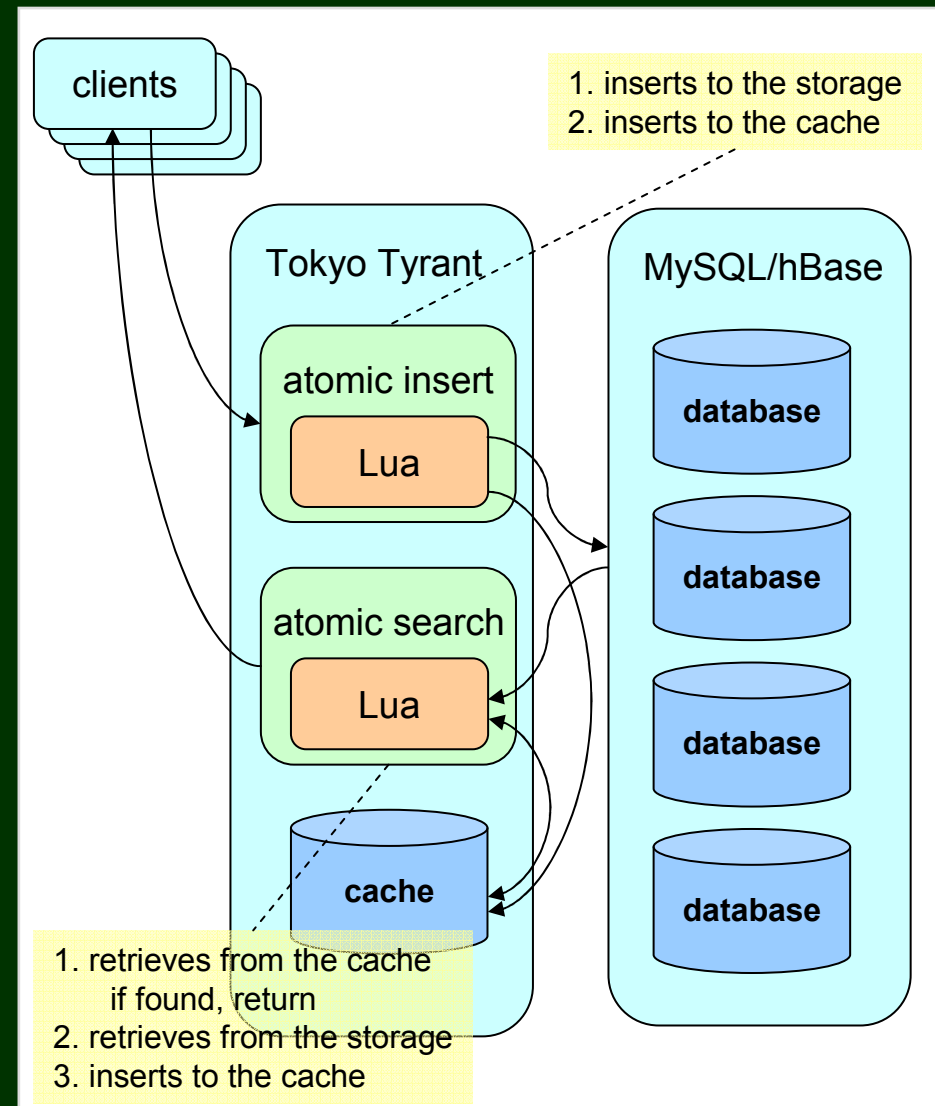 clients
1. inserts to the storage
2. inserts to the cache
Tokyo Tyrant
MySQL/hBase
atomic insert
Lua
database
database
atomic search
Lua
database
cache
database
1. retrieves from the cache
if found, return
2. retrieves from the storage
3. inserts to the cache